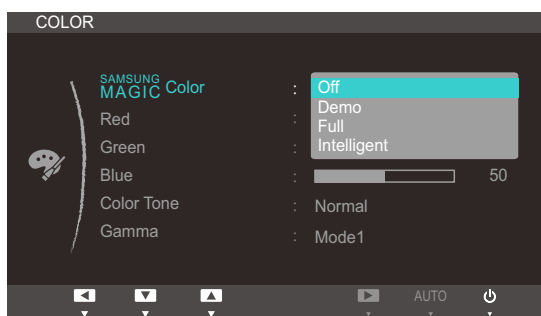 COLOR
SAMSUNG MAGIC Color : Off
Demo
Red :
Full
Green : Intelligent
Blue : 50
Color Tone : Normal
Gamma : Mode1
AUTO